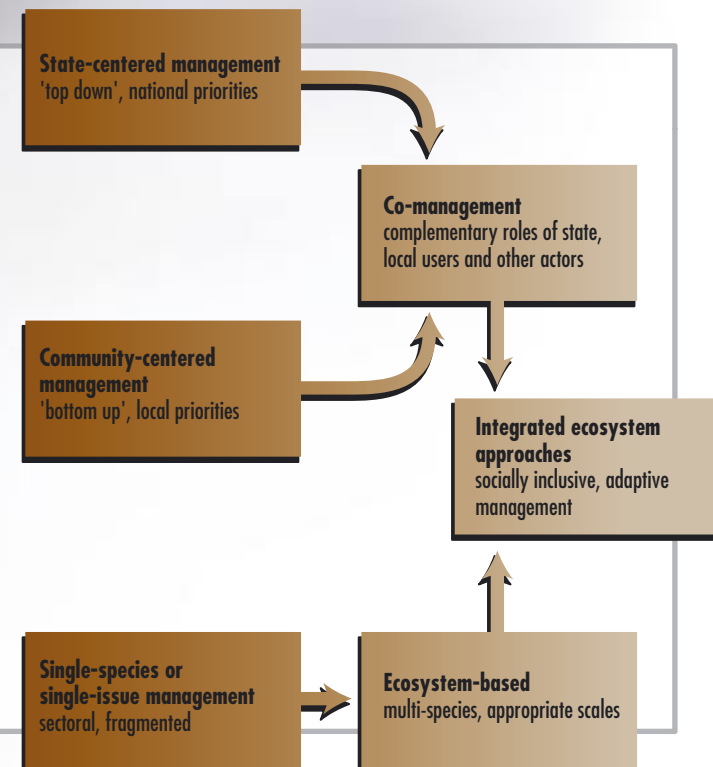 State-centered management
'top down', national priorities
Co-management
complementary roles of state,
local users and other actors
Community-centered
management
'bottom up', local priorities
Integrated ecosystem
approaches
socially inclusive, adaptive
management
Single-species or
single-issue management
sectoral, fragmented
Ecosystem-based
multi-species, appropriate scales